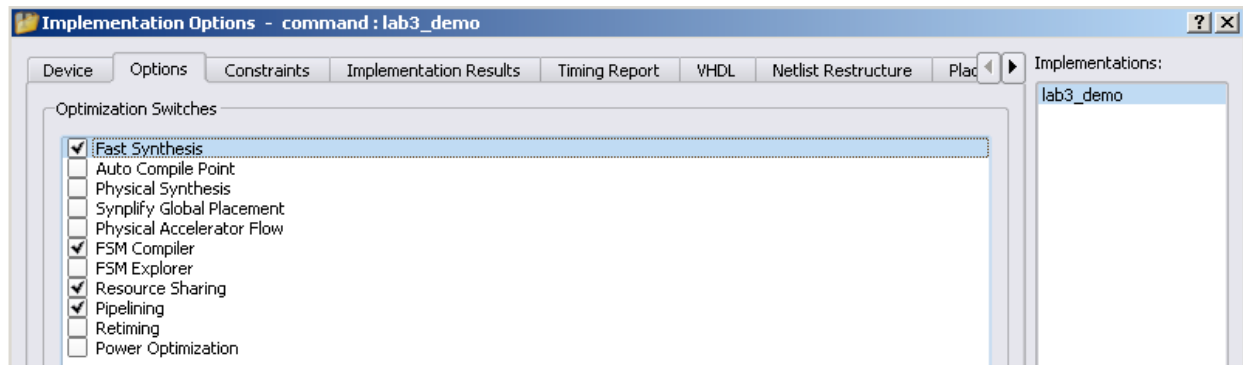 Implementation Options - command : lab3_demo
Device Options Constraints Implementation Results Timing Report VHDL Netlist Restructure Plac
Implementations:
lab3_demo
Optimization Switches
Fast Synthesis
Auto Compile Point
Physical Synthesis
Synplify Global Placement
Physical Accelerator Flow
FSM Compiler
FSM Explorer
Resource Sharing
Pipelining
Retiming
Power Optimization